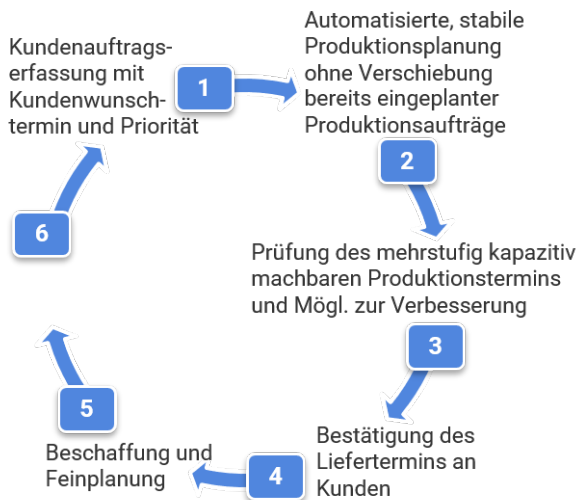 Kundenauftrags-
erfassung mit
Kundenwunsch-
termin und Priorität
1
Automatisierte, stabile
Produktionsplanung
ohne Verschiebung
bereits eingeplanter
Produktionsaufträge
2
Prüfung des mehrstufig kapazitiv
machbaren Produktionstermins
und Mögl. zur Verbesserung
3
Bestätigung des
Liefertermins an
Kunden
4
Beschaffung und
Feinplanung
5
6